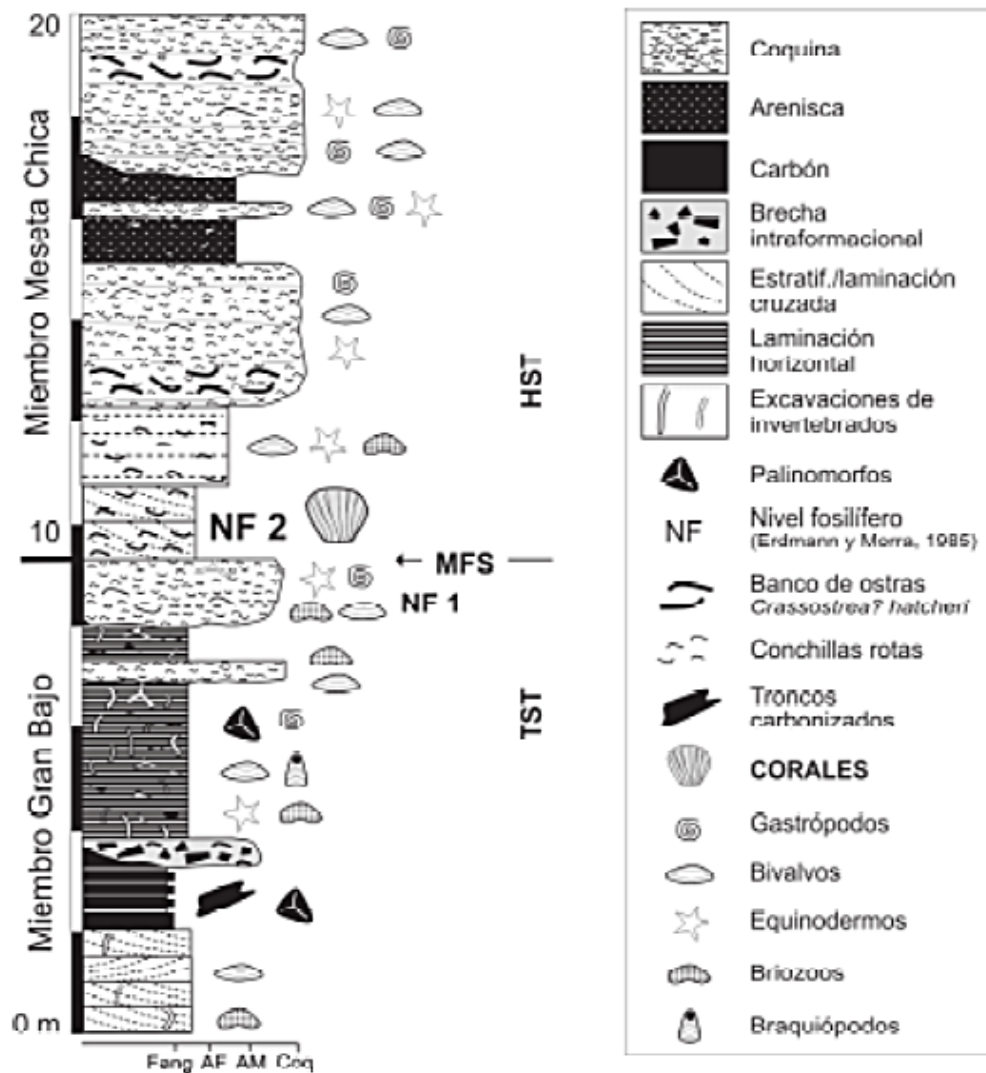 20
Miembro Mesata Chica
HST
NF 2
10
MFS
NF 1
TST
Miembro Gran Bajo
0 m
Fang AF AM Coq
Coquina
Arenisca
Carbón
Brecha
intraformacional
Estratif./laminación
cruzada
Laminación
horizontal
Excavaciones de
invertebrados
Palinomorfos
NF
Nivel fosilífero
(Erdmann y Morra, 1985)
Banco de ostras
Crassostrea? hatcheri
Conchillas rotas
Troncos
carbonizados
CORALES
Gastrópodos
Bivalvos
Equinodermos
Briozoos
Braquiópodos